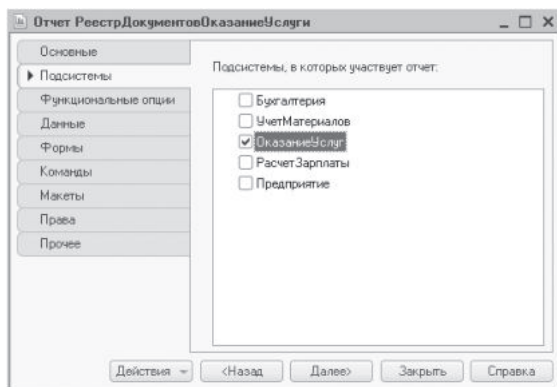 Отчет РеестрДокументовОказаниеУслуги
Основные
Подсистемы
Функциональные опции
Данные
Формы
Команды
Макеты
Права
Прочее
Подсистемы, в которых участвует отчет:
Бухгалтерия
УчетМатериалов
ОказаниеУслуг
РасчетЗарплаты
Предприятие
Действия
<Назад
Далее>
Закрыть
Справка